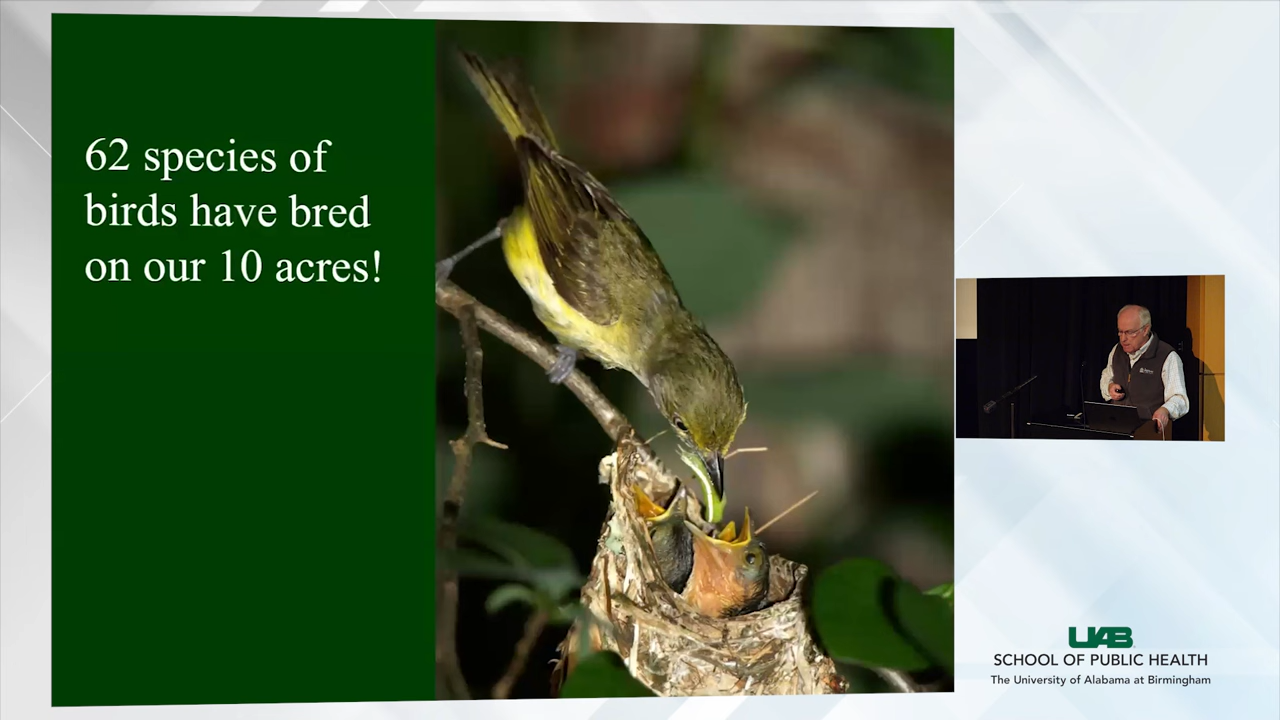 62 species of
birds have bred
on our 10 acres!
UAB
SCHOOL OF PUBLIC HEALTH
The University of Alabama at Birmingham